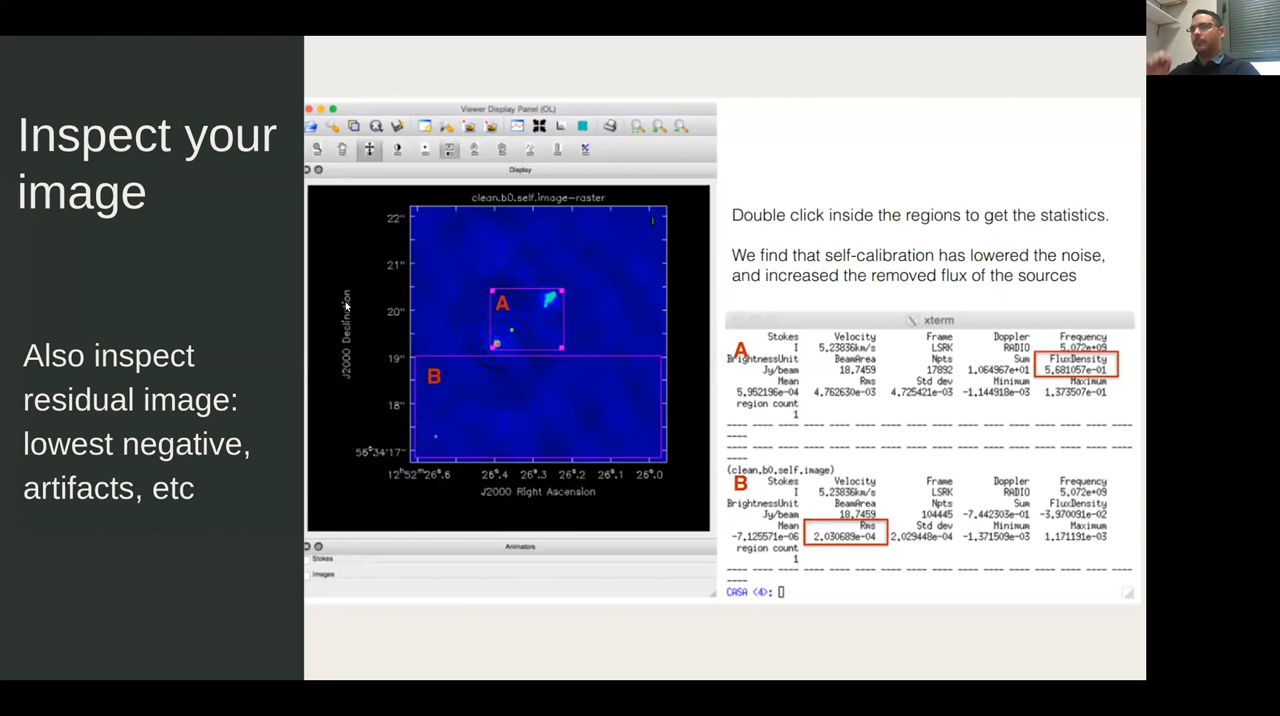 Inspect your
image
Also inspect
residual image:
lowest negative,
artifacts, etc
Viewer Display Panel (OL)
Display
clean.b0.self.image-raster
I
22"
21"
20"
19"
18"
56°34'17"
12ʰ52ᵐ26ˢ.6 26ˢ.4 26ˢ.3 26ˢ.2 26ˢ.1 26ˢ.0
J2000 Declination
J2000 Right Ascension
A
B
Animators
Stokes
Images
Double click inside the regions to get the statistics.
We find that self-calibration has lowered the noise,
and increased the removed flux of the sources
xterm
A
Stokes Velocity Frame Doppler Frequency
I 5.23836km/s LSRK RADIO 5.072e+09
BrightnessUnit BeamArea Npts Sum FluxDensity
Jy/beam 18.7459 17892 1.064967e+01 5.681057e-01
Mean Rms Std dev Minimum Maximum
5.952196e-04 4.762630e-03 4.725421e-03 -1.144918e-03 1.373507e-01
region count
1
---- ---- ---- ---- ---- ---- ---- ---- ---- ---- ---- ---- ---- ---- ---- ----
----
---- ---- ---- ---- ---- ---- ---- ---- ---- ---- ---- ---- ---- ---- ---- ----
----
(clean.b0.self.image)
B
Stokes Velocity Frame Doppler Frequency
I 5.23836km/s LSRK RADIO 5.072e+09
BrightnessUnit BeamArea Npts Sum FluxDensity
Jy/beam 18.7459 104445 -7.442303e-01 -3.970091e-02
Mean Rms Std dev Minimum Maximum
-7.125571e-06 2.030689e-04 2.029448e-04 -1.371509e-03 1.171191e-03
region count
1
---- ---- ---- ---- ---- ---- ---- ---- ---- ---- ---- ---- ---- ---- ---- ----
----
CASA <4>: